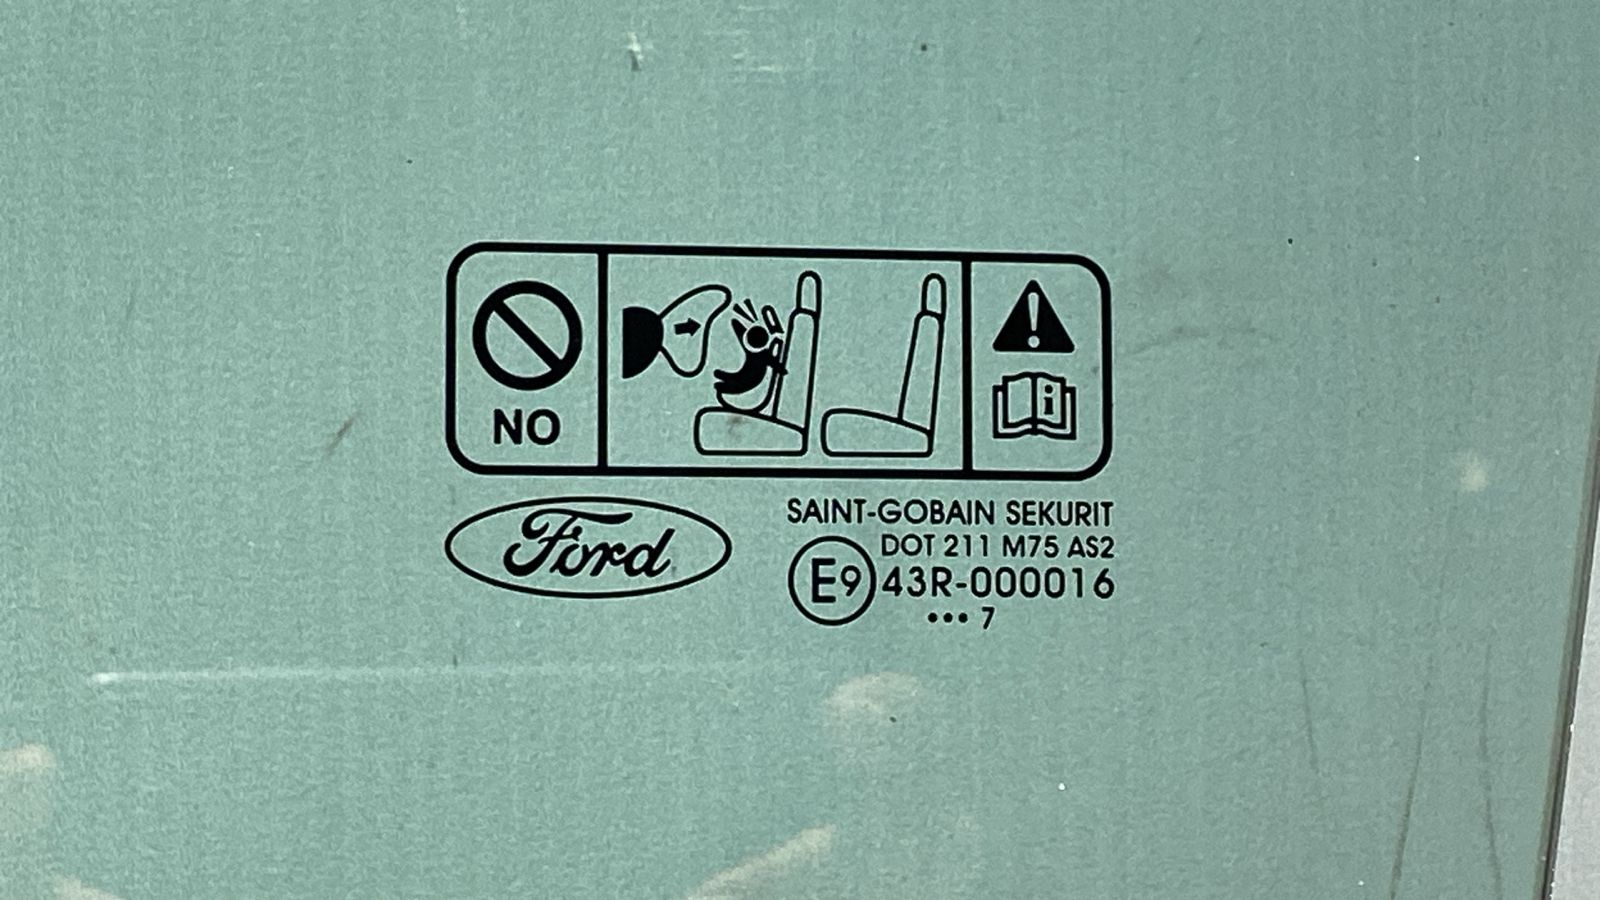 NO
i
Ford
SAINT-GOBAIN SEKURIT
DOT 211 M75 AS2
E9 43R-000016
••• 7